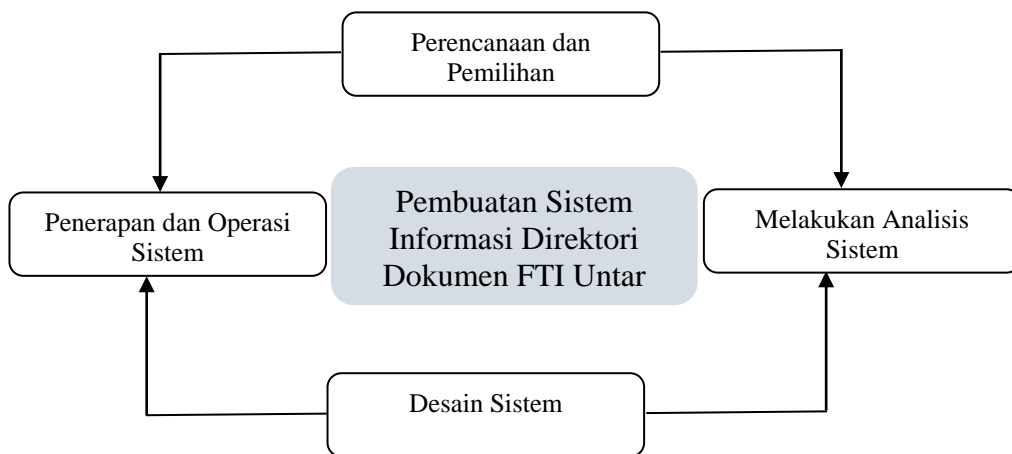 Perencanaan dan
Pemilihan
Penerapan dan Operasi
Sistem
Pembuatan Sistem
Informasi Direktori
Dokumen FTI Untar
Melakukan Analisis
Sistem
Desain Sistem